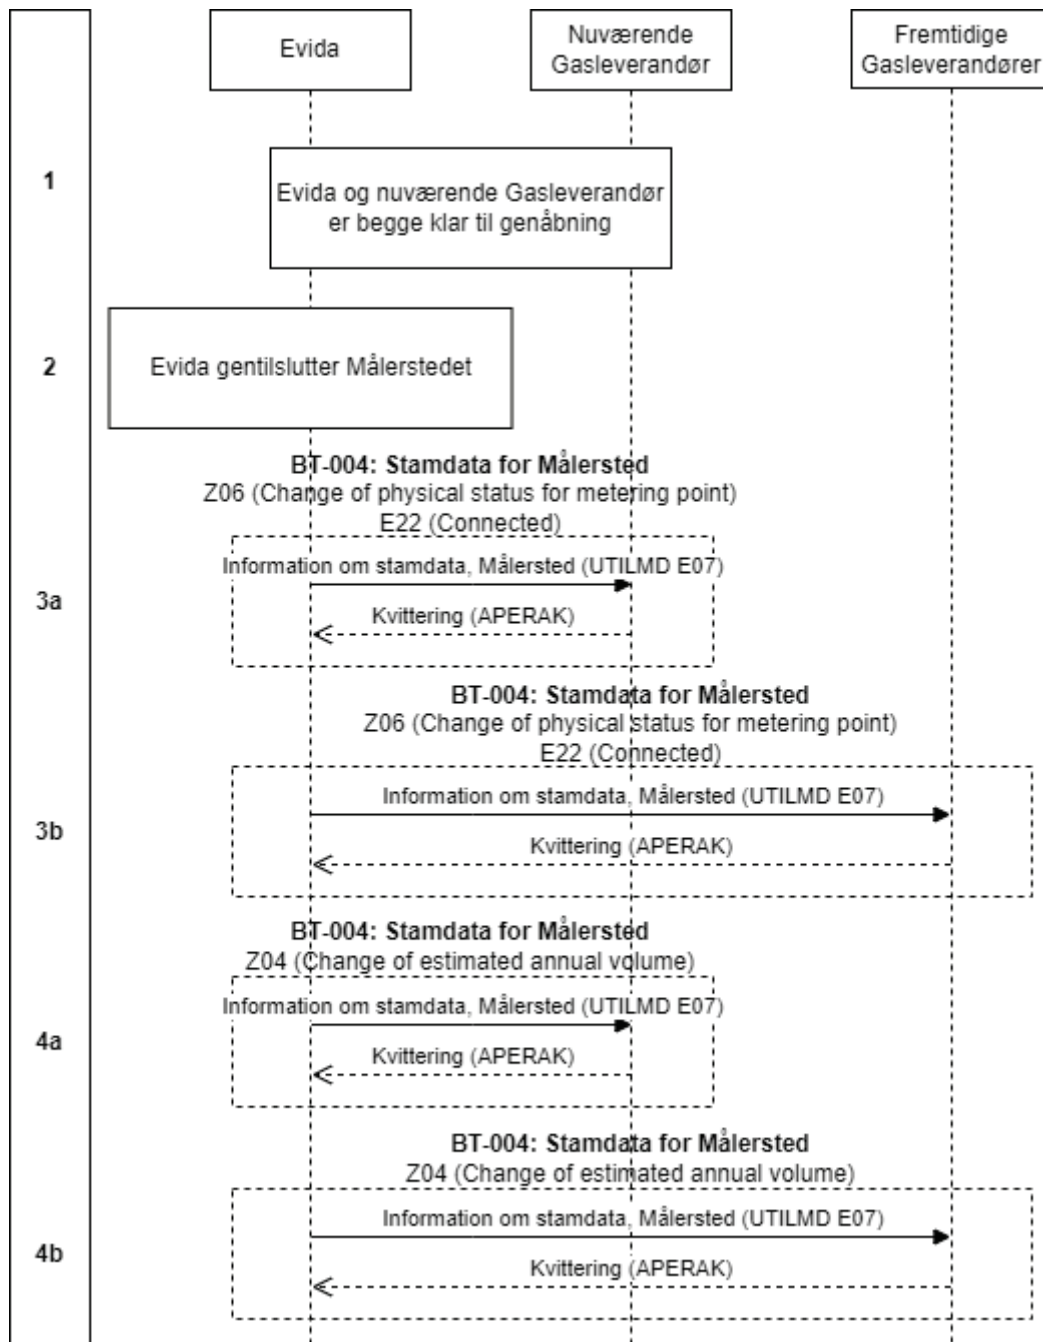 Evida
Nuværende
Gasleverandør
Fremtidige
Gasleverandører
1
Evida og nuværende Gasleverandør
er begge klar til genåbning
2
Evida gentilslutter Målerstedet
BT-004: Stamdata for Målersted
Z06 (Change of physical status for metering point)
E22 (Connected)
3a
Information om stamdata, Målersted (UTILMD E07)
Kvittering (APERAK)
BT-004: Stamdata for Målersted
Z06 (Change of physical status for metering point)
E22 (Connected)
3b
Information om stamdata, Målersted (UTILMD E07)
Kvittering (APERAK)
BT-004: Stamdata for Målersted
Z04 (Change of estimated annual volume)
4a
Information om stamdata, Målersted (UTILMD E07)
Kvittering (APERAK)
BT-004: Stamdata for Målersted
Z04 (Change of estimated annual volume)
4b
Information om stamdata, Målersted (UTILMD E07)
Kvittering (APERAK)